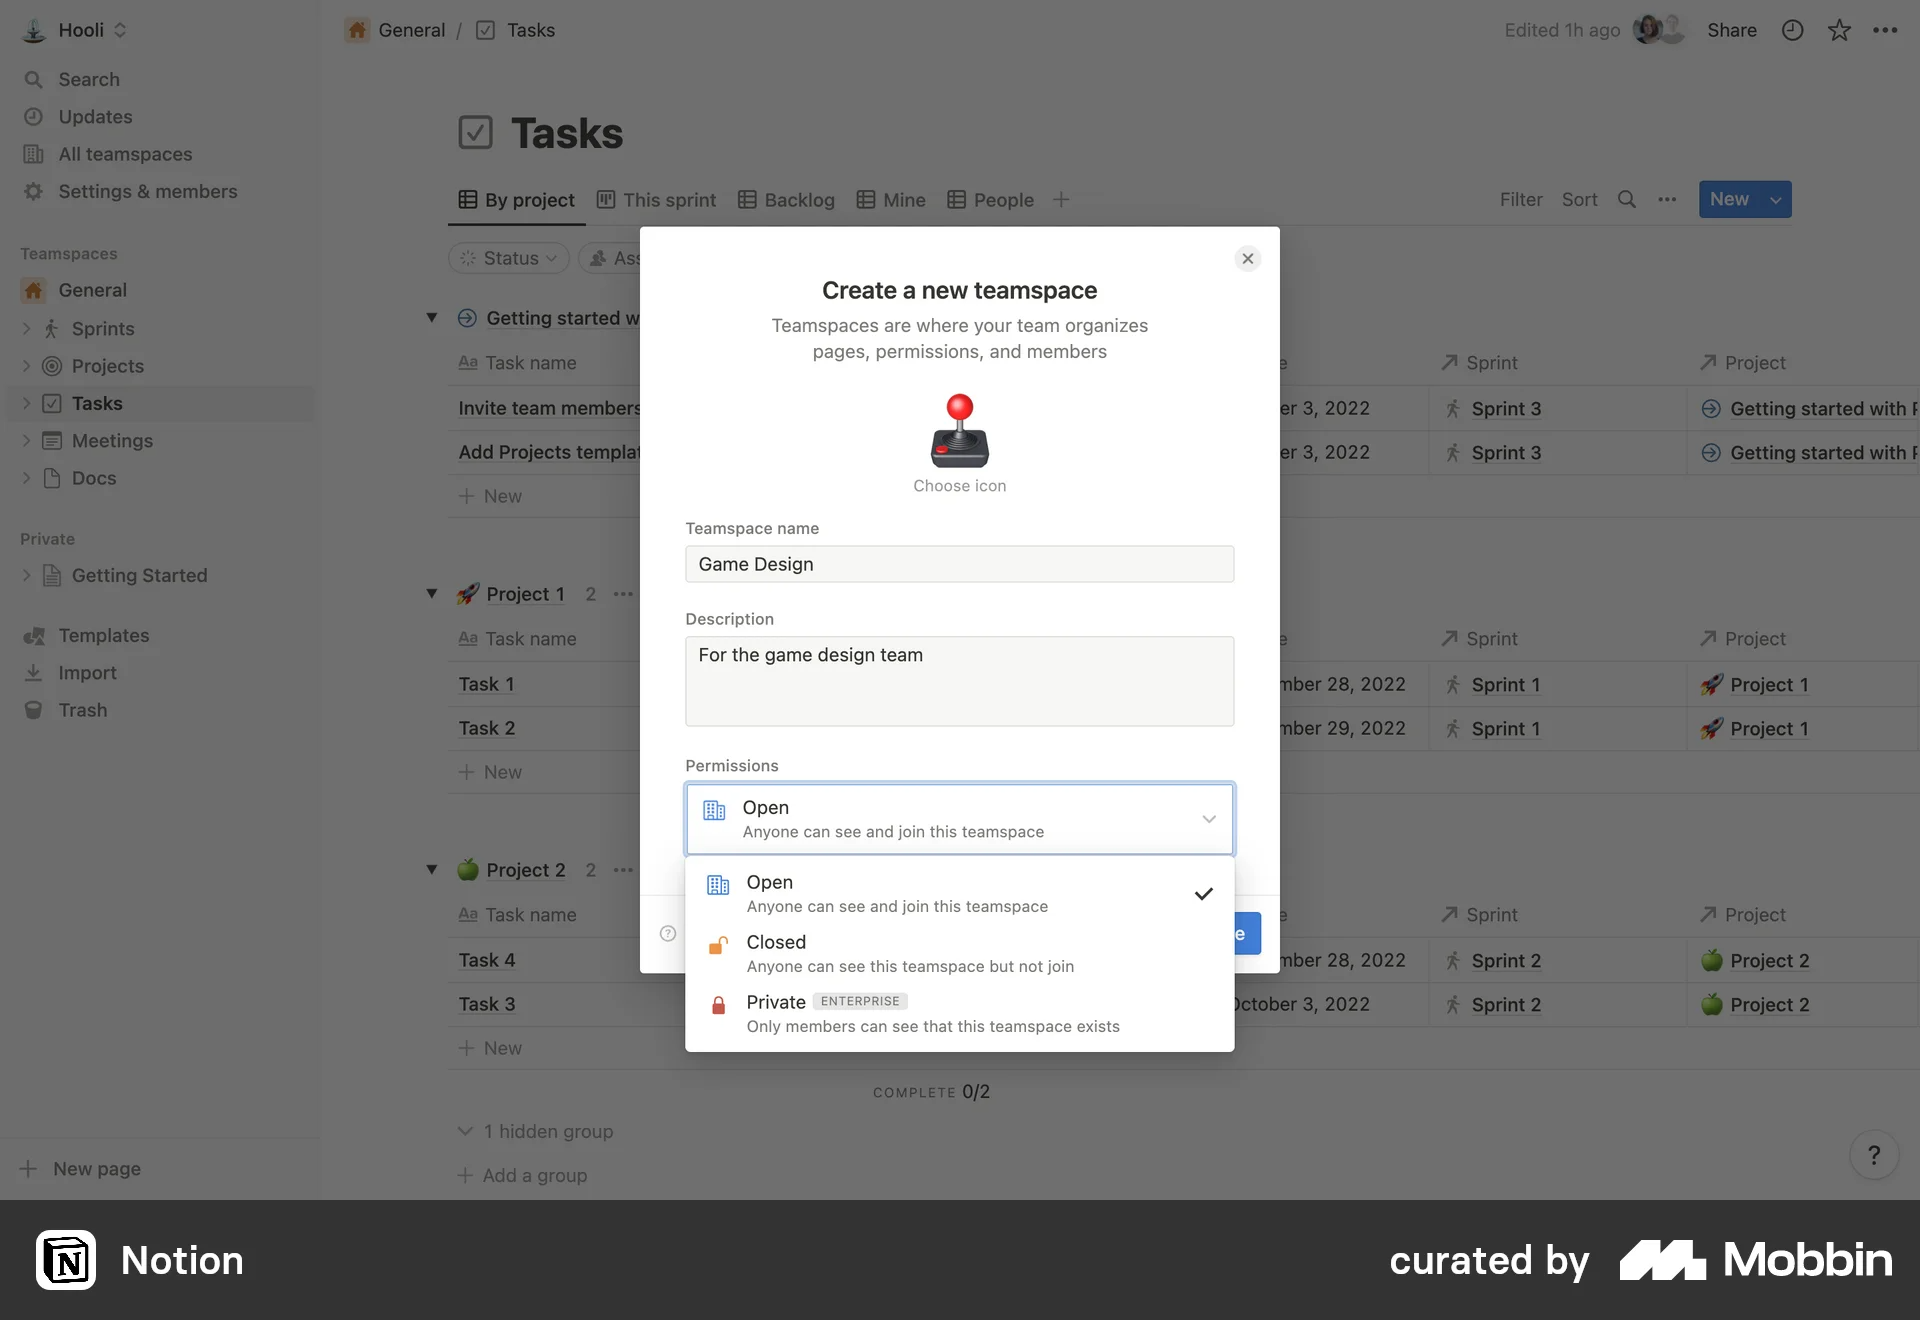 Hooli
Search
Updates
All teamspaces
Settings & members
Teamspaces
General
Sprints
Projects
Tasks
Meetings
Docs
Private
Getting Started
Templates
Import
Trash
New page
General / Tasks
Edited 1h ago
Share
Tasks
By project
This sprint
Backlog
Mine
People
Filter
Sort
New
Status
Getting started
Aa Task name
Sprint
Project
Invite team members
er 3, 2022
Sprint 3
Getting started with
Add Projects
er 3, 2022
Sprint 3
Getting started with
New
Project 1 2
Aa Task name
Sprint
Project
Task 1
mber 28, 2022
Sprint 1
Project 1
Task 2
mber 29, 2022
Sprint 1
Project 1
New
Project 2 2
Aa Task name
Sprint
Project
Task 4
mber 28, 2022
Sprint 2
Project 2
Task 3
October 3, 2022
Sprint 2
Project 2
New
COMPLETE 0/2
1 hidden group
Add a group
?
Create a new teamspace
Teamspaces are where your team organizes
pages, permissions, and members
Choose icon
Teamspace name
Game Design
Description
For the game design team
Permissions
Open
Anyone can see and join this teamspace
Open
Anyone can see and join this teamspace
Closed
Anyone can see this teamspace but not join
Private ENTERPRISE
Only members can see that this teamspace exists
Notion
curated by Mobbin